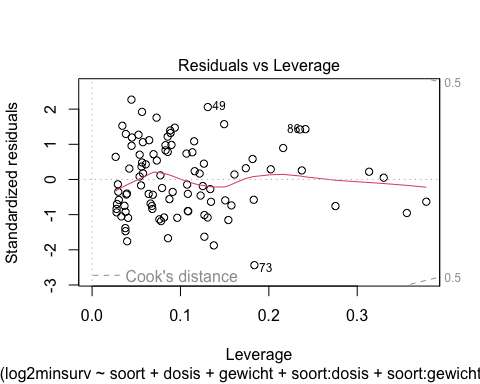 Residuals vs Leverage
Standardized residuals
2
1
0
-1
-2
-3
0.5
49
86
73
Cook's distance
0.5
0.0 0.1 0.2 0.3
Leverage
(log2minsurv ~ soort + dosis + gewicht + soort:dosis + soort:gewicht